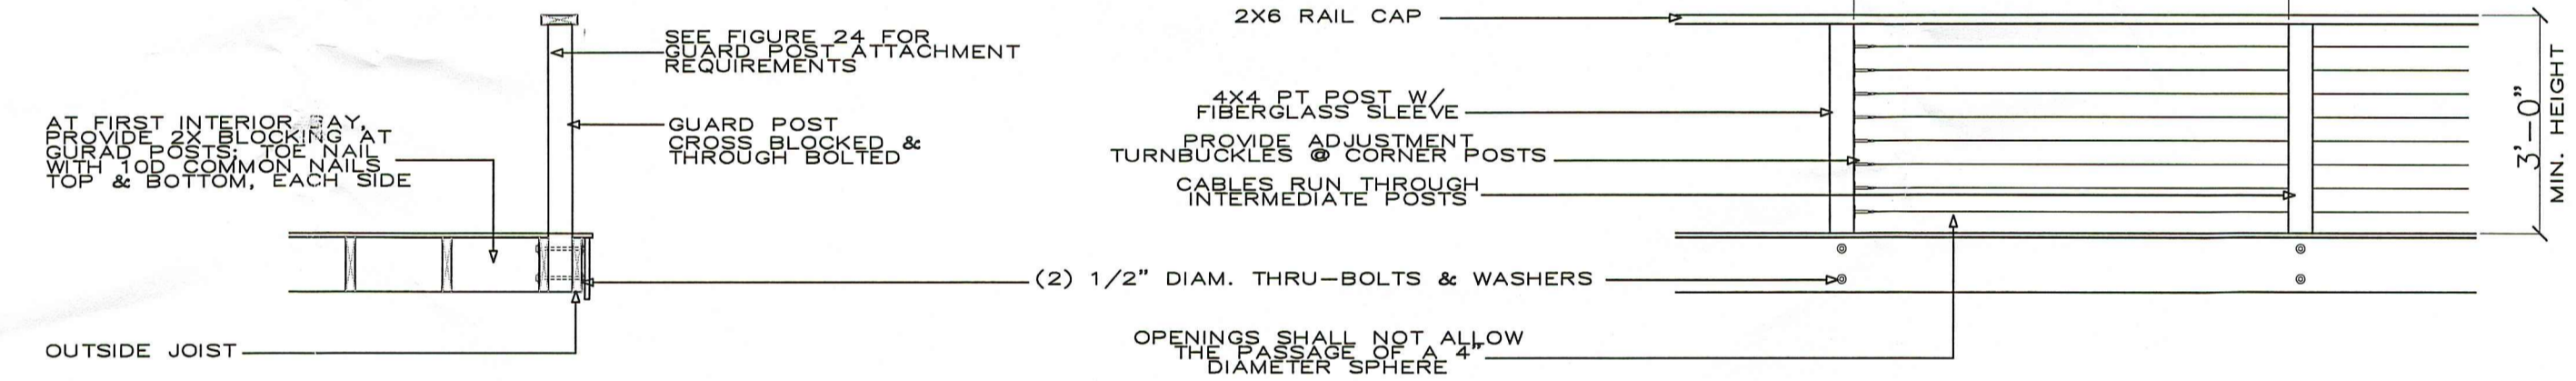 SEE FIGURE 24 FOR
GUARD POST ATTACHMENT
REQUIREMENTS
AT FIRST INTERIOR BAY,
PROVIDE 2X BLOCKING AT
GURAD POSTS; TOE NAIL
WITH 10D COMMON NAILS
TOP & BOTTOM, EACH SIDE
GUARD POST
CROSS BLOCKED &
THROUGH BOLTED
OUTSIDE JOIST
2X6 RAIL CAP
4X4 PT POST W/
FIBERGLASS SLEEVE
PROVIDE ADJUSTMENT
TURNBUCKLES @ CORNER POSTS
CABLES RUN THROUGH
INTERMEDIATE POSTS
(2) 1/2" DIAM. THRU-BOLTS & WASHERS
OPENINGS SHALL NOT ALLOW
THE PASSAGE OF A 4"
DIAMETER SPHERE
3'-0"
MIN. HEIGHT